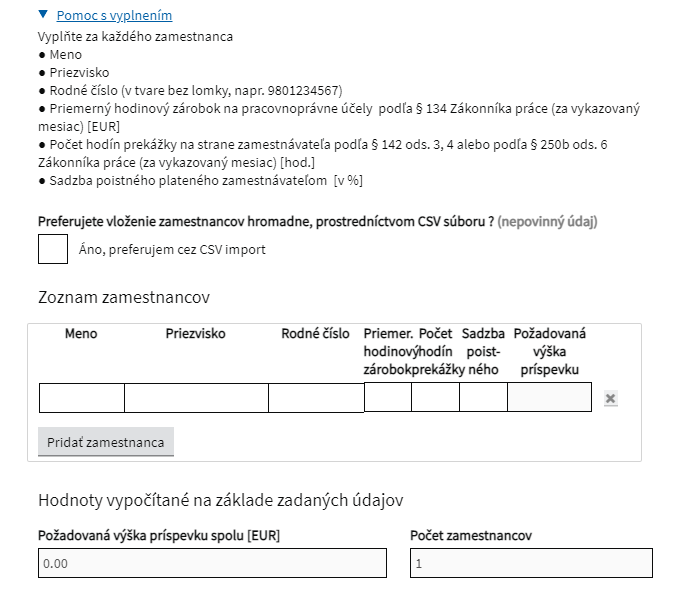 Pomoc s vyplnením
Vyplňte za každého zamestnanca
● Meno
● Priezvisko
● Rodné číslo (v tvare bez lomky, napr. 9801234567)
● Priemerný hodinový zárobok na pracovnoprávne účely podľa § 134 Zákonníka práce (za vykazovaný
mesiac) [EUR]
● Počet hodín prekážky na strane zamestnávateľa podľa § 142 ods. 3, 4 alebo podľa § 250b ods. 6
Zákonníka práce (za vykazovaný mesiac) [hod.]
● Sadzba poistného plateného zamestnávateľom [v %]
Preferujete vloženie zamestnancov hromadne, prostredníctvom CSV súboru ? (nepovinný údaj)
Áno, preferujem cez CSV import
Zoznam zamestnancov
Meno Priezvisko Rodné číslo Priemer. Počet Sadzba Požadovaná
hodinový hodín poist- výška
zárobok prekážky ného príspevku
Pridať zamestnanca
Hodnoty vypočítané na základe zadaných údajov
Požadovaná výška príspevku spolu [EUR] Počet zamestnancov
0.00 1